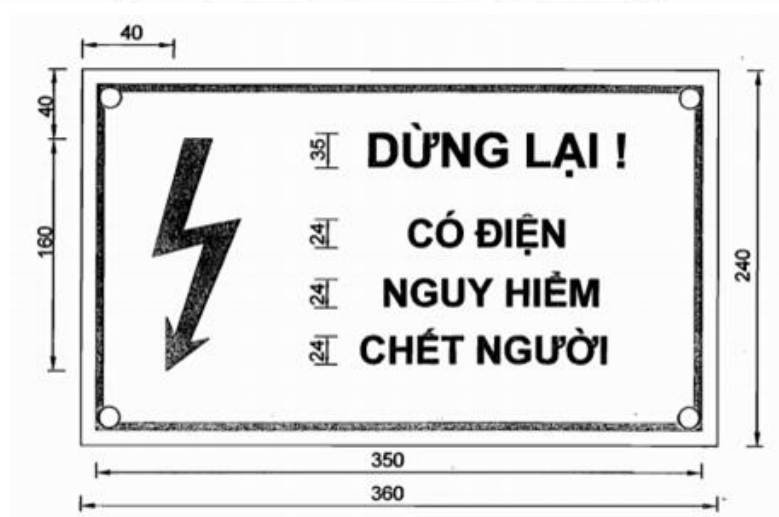 40
40
35
DỪNG LẠI !
160
24
CÓ ĐIỆN
240
24
NGUY HIỂM
24
CHẾT NGƯỜI
350
360